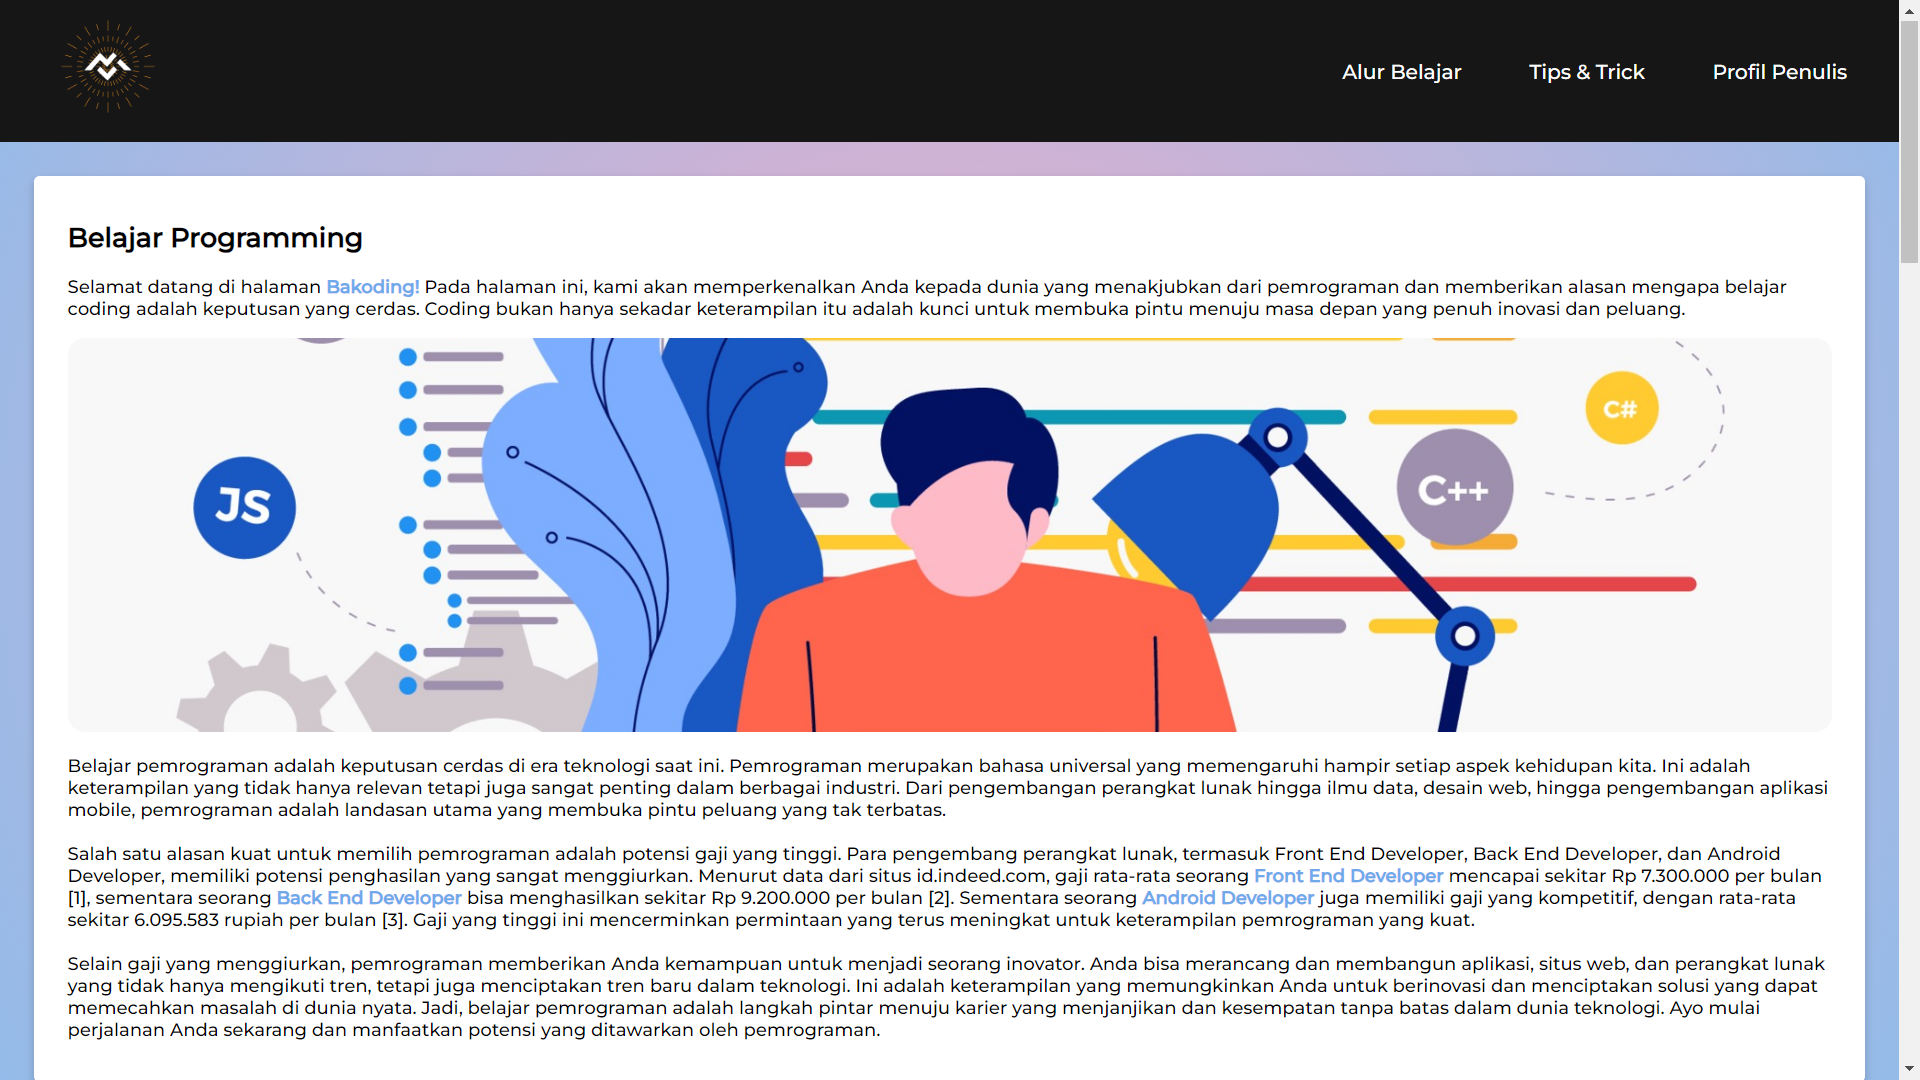 Alur Belajar Tips & Trick Profil Penulis
Belajar Programming
Selamat datang di halaman Bakoding! Pada halaman ini, kami akan memperkenalkan Anda kepada dunia yang menakjubkan dari pemrograman dan memberikan alasan mengapa belajar
coding adalah keputusan yang cerdas. Coding bukan hanya sekadar keterampilan itu adalah kunci untuk membuka pintu menuju masa depan yang penuh inovasi dan peluang.
C#
C++
JS
Belajar pemrograman adalah keputusan cerdas di era teknologi saat ini. Pemrograman merupakan bahasa universal yang memengaruhi hampir setiap aspek kehidupan kita. Ini adalah
keterampilan yang tidak hanya relevan tetapi juga sangat penting dalam berbagai industri. Dari pengembangan perangkat lunak hingga ilmu data, desain web, hingga pengembangan aplikasi
mobile, pemrograman adalah landasan utama yang membuka pintu peluang yang tak terbatas.
Salah satu alasan kuat untuk memilih pemrograman adalah potensi gaji yang tinggi. Para pengembang perangkat lunak, termasuk Front End Developer, Back End Developer, dan Android
Developer, memiliki potensi penghasilan yang sangat menggiurkan. Menurut data dari situs id.indeed.com, gaji rata-rata seorang Front End Developer mencapai sekitar Rp 7.300.000 per bulan
[1], sementara seorang Back End Developer bisa menghasilkan sekitar Rp 9.200.000 per bulan [2]. Sementara seorang Android Developer juga memiliki gaji yang kompetitif, dengan rata-rata
sekitar 6.095.583 rupiah per bulan [3]. Gaji yang tinggi ini mencerminkan permintaan yang terus meningkat untuk keterampilan pemrograman yang kuat.
Selain gaji yang menggiurkan, pemrograman memberikan Anda kemampuan untuk menjadi seorang inovator. Anda bisa merancang dan membangun aplikasi, situs web, dan perangkat lunak
yang tidak hanya mengikuti tren, tetapi juga menciptakan tren baru dalam teknologi. Ini adalah keterampilan yang memungkinkan Anda untuk berinovasi dan menciptakan solusi yang dapat
memecahkan masalah di dunia nyata. Jadi, belajar pemrograman adalah langkah pintar menuju karier yang menjanjikan dan kesempatan tanpa batas dalam dunia teknologi. Ayo mulai
perjalanan Anda sekarang dan manfaatkan potensi yang ditawarkan oleh pemrograman.